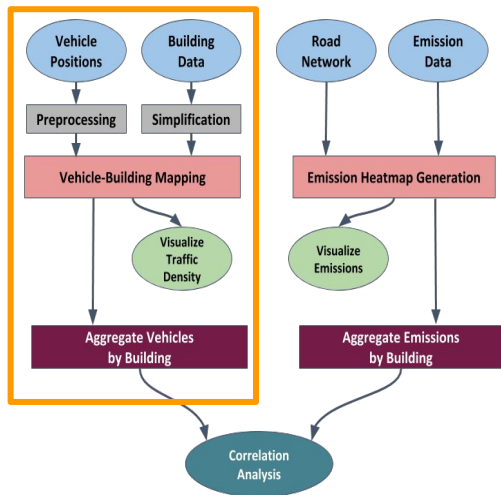 Vehicle
Positions
Building
Data
Road
Network
Emission
Data
Preprocessing
Simplification
Vehicle-Building Mapping
Emission Heatmap Generation
Visualize
Traffic
Density
Visualize
Emissions
Aggregate Vehicles
by Building
Aggregate Emissions
by Building
Correlation
Analysis